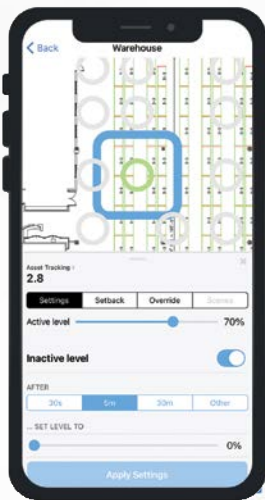 Back Warehouse
Asset Tracking ›
2.8
Settings Setback Override Scenes
Active level 70%
Inactive level
AFTER
30s 5m 30m Other
... SET LEVEL TO
0%
Apply Settings